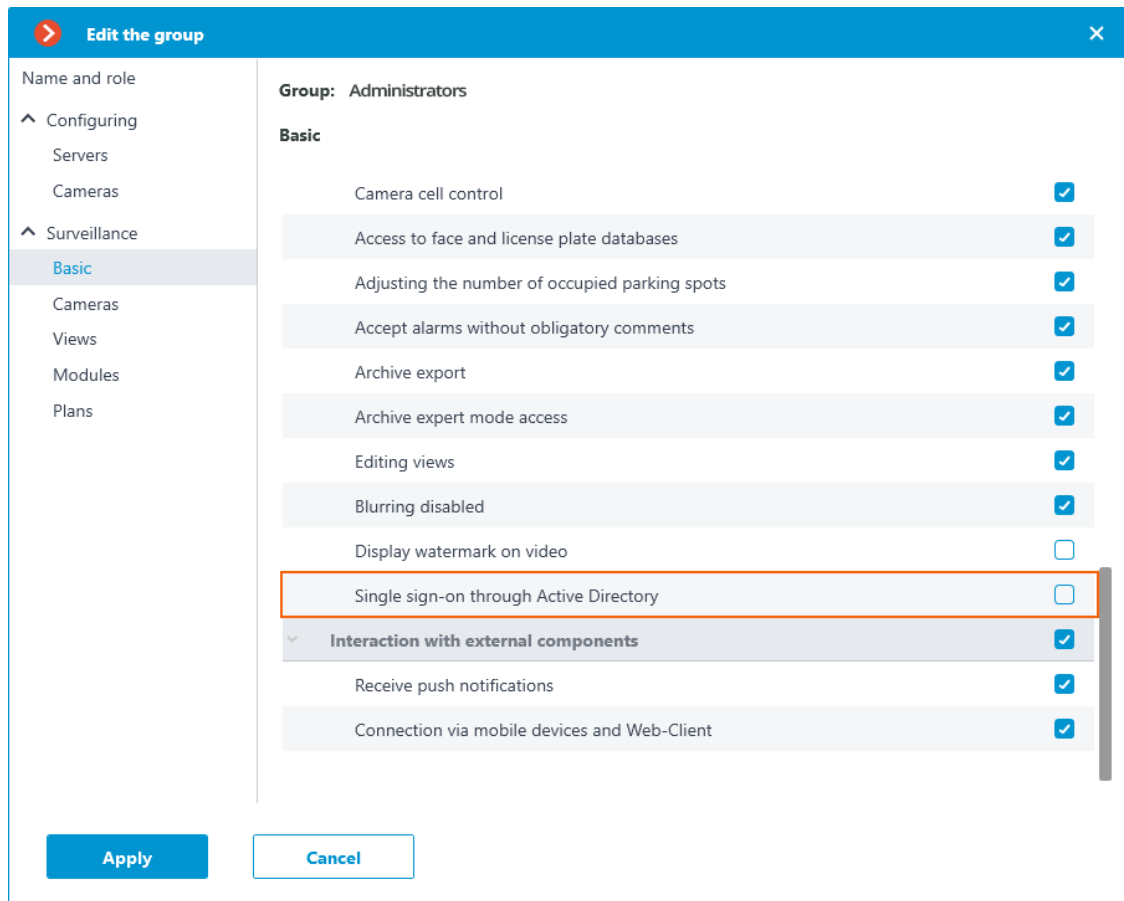 Edit the group
Name and role
Configuring
Servers
Cameras
Surveillance
Basic
Cameras
Views
Modules
Plans
Group: Administrators
Basic
Camera cell control
Access to face and license plate databases
Adjusting the number of occupied parking spots
Accept alarms without obligatory comments
Archive export
Archive expert mode access
Editing views
Blurring disabled
Display watermark on video
Single sign-on through Active Directory
Interaction with external components
Receive push notifications
Connection via mobile devices and Web-Client
Apply
Cancel